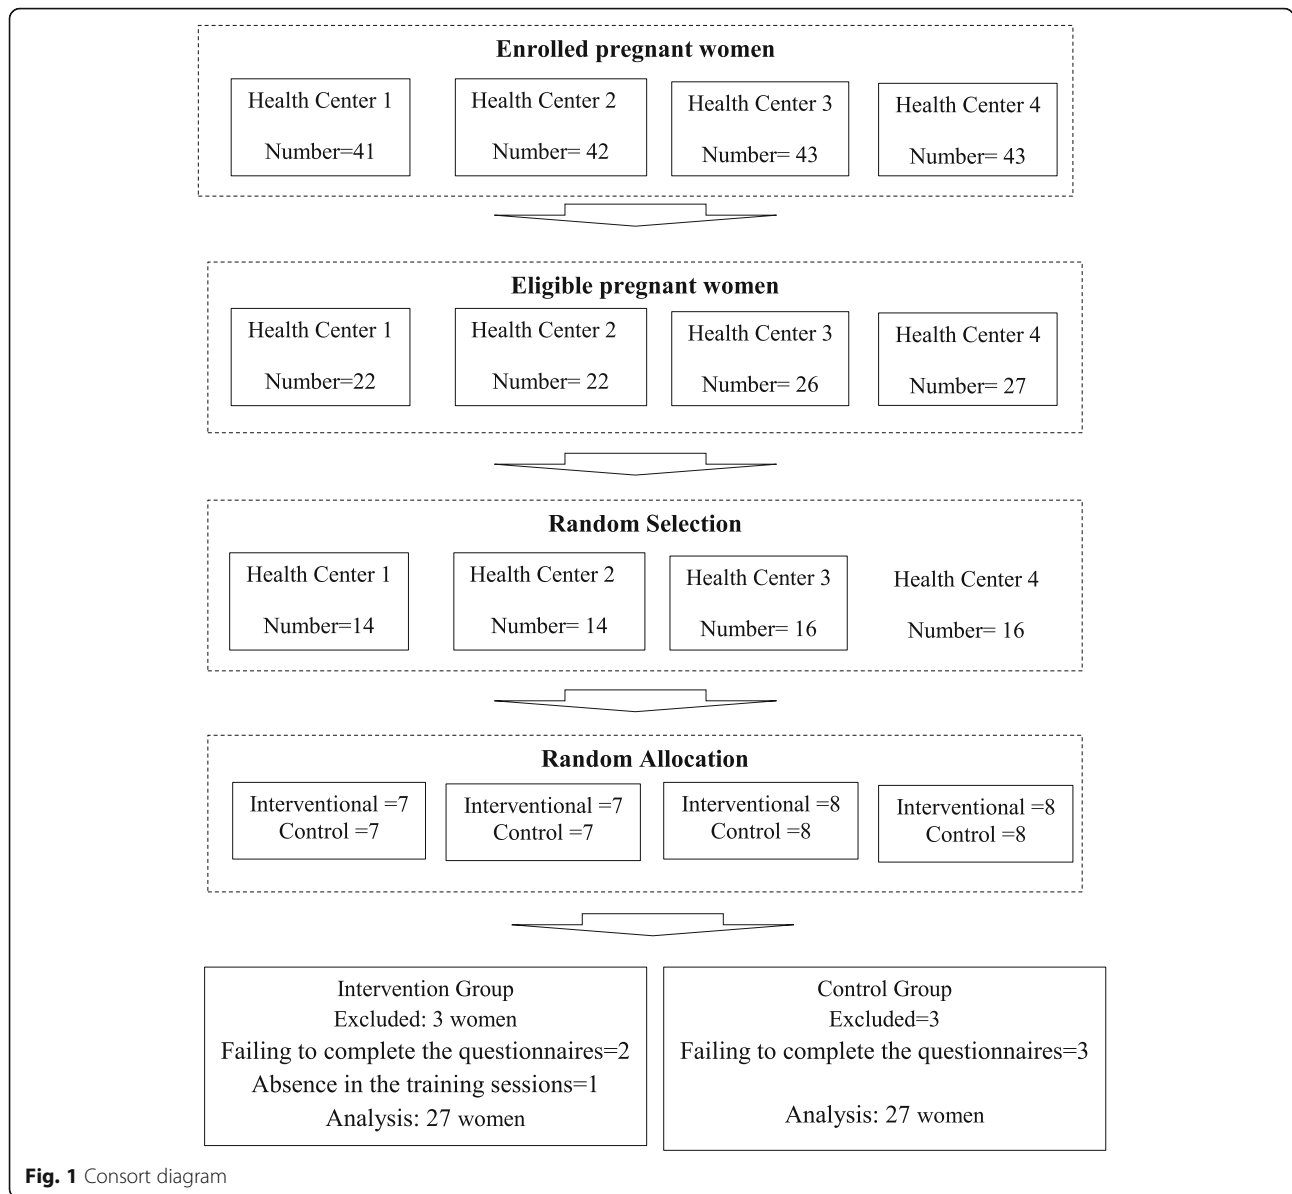 Enrolled pregnant women
Health Center 1
Number=41
Health Center 2
Number= 42
Health Center 3
Number= 43
Health Center 4
Number= 43
Eligible pregnant women
Health Center 1
Number=22
Health Center 2
Number= 22
Health Center 3
Number= 26
Health Center 4
Number= 27
Random Selection
Health Center 1
Number=14
Health Center 2
Number= 14
Health Center 3
Number= 16
Health Center 4
Number= 16
Random Allocation
Interventional =7
Control =7
Interventional =7
Control =7
Interventional =8
Control =8
Interventional =8
Control =8
Intervention Group
Excluded: 3 women
Failing to complete the questionnaires=2
Absence in the training sessions=1
Analysis: 27 women
Control Group
Excluded=3
Failing to complete the questionnaires=3
Analysis: 27 women
Fig. 1 Consort diagram